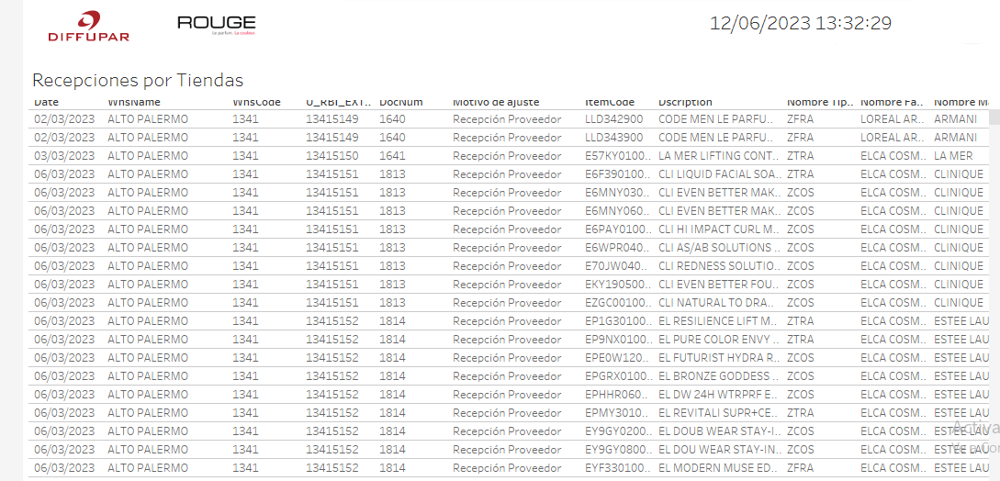 DIFFUPAR
ROUGE
Le parfum. La couleur.
12/06/2023 13:32:29
Recepciones por Tiendas
Date WhsName WhsCode U_RBI_EXT.. DocNum Motivo de ajuste ItemCode Dscription Nombre Tip.. Nombre Fa.. Nombre M
02/03/2023 ALTO PALERMO 1341 13415149 1640 Recepción Proveedor LLD342900 CODE MEN LE PARFU.. ZFRA LOREAL AR.. ARMANI
02/03/2023 ALTO PALERMO 1341 13415149 1640 Recepción Proveedor LLD343900 CODE MEN LE PARFU.. ZFRA LOREAL AR.. ARMANI
03/03/2023 ALTO PALERMO 1341 13415150 1641 Recepción Proveedor E57KY0100.. LA MER LIFTING CONT.. ZTRA ELCA COSM.. LA MER
06/03/2023 ALTO PALERMO 1341 13415151 1813 Recepción Proveedor E6F390100.. CLI LIQUID FACIAL SOA.. ZTRA ELCA COSM.. CLINIQUE
06/03/2023 ALTO PALERMO 1341 13415151 1813 Recepción Proveedor E6MNY030.. CLI EVEN BETTER MAK.. ZCOS ELCA COSM.. CLINIQUE
06/03/2023 ALTO PALERMO 1341 13415151 1813 Recepción Proveedor E6MNY060.. CLI EVEN BETTER MAK.. ZCOS ELCA COSM.. CLINIQUE
06/03/2023 ALTO PALERMO 1341 13415151 1813 Recepción Proveedor E6PAY0100.. CLI HI IMPACT CURL M.. ZCOS ELCA COSM.. CLINIQUE
06/03/2023 ALTO PALERMO 1341 13415151 1813 Recepción Proveedor E6WPR040.. CLI AS/AB SOLUTIONS .. ZCOS ELCA COSM.. CLINIQUE
06/03/2023 ALTO PALERMO 1341 13415151 1813 Recepción Proveedor E70JW040.. CLI REDNESS SOLUTIO.. ZCOS ELCA COSM.. CLINIQUE
06/03/2023 ALTO PALERMO 1341 13415151 1813 Recepción Proveedor EKY190500.. CLI EVEN BETTER FOU.. ZCOS ELCA COSM.. CLINIQUE
06/03/2023 ALTO PALERMO 1341 13415151 1813 Recepción Proveedor EZGC00100.. CLI NATURAL TO DRA.. ZCOS ELCA COSM.. CLINIQUE
06/03/2023 ALTO PALERMO 1341 13415152 1814 Recepción Proveedor EP1G30100.. EL RESILIENCE LIFT M.. ZTRA ELCA COSM.. ESTEE LAU
06/03/2023 ALTO PALERMO 1341 13415152 1814 Recepción Proveedor EP9NX0100.. EL PURE COLOR ENVY .. ZTRA ELCA COSM.. ESTEE LAU
06/03/2023 ALTO PALERMO 1341 13415152 1814 Recepción Proveedor EPE0W120.. EL FUTURIST HYDRA R.. ZCOS ELCA COSM.. ESTEE LAU
06/03/2023 ALTO PALERMO 1341 13415152 1814 Recepción Proveedor EPGRX0100.. EL BRONZE GODDESS .. ZCOS ELCA COSM.. ESTEE LAU
06/03/2023 ALTO PALERMO 1341 13415152 1814 Recepción Proveedor EPHHR060.. EL DW 24H WTRPRF E.. ZCOS ELCA COSM.. ESTEE LAU
06/03/2023 ALTO PALERMO 1341 13415152 1814 Recepción Proveedor EPMY3010.. EL REVITALI SUPR+CE.. ZTRA ELCA COSM.. ESTEE LAU
06/03/2023 ALTO PALERMO 1341 13415152 1814 Recepción Proveedor EY9GY0200.. EL DOUB WEAR STAY-I.. ZCOS ELCA COSM.. ESTEE LAU
06/03/2023 ALTO PALERMO 1341 13415152 1814 Recepción Proveedor EY9GY0800.. EL DOU WEAR STAY-IN.. ZCOS ELCA COSM.. ESTEE LAU
06/03/2023 ALTO PALERMO 1341 13415152 1814 Recepción Proveedor EYF330100.. EL MODERN MUSE ED.. ZFRA ELCA COSM.. ESTEE LAU
Activa
Ve a Co